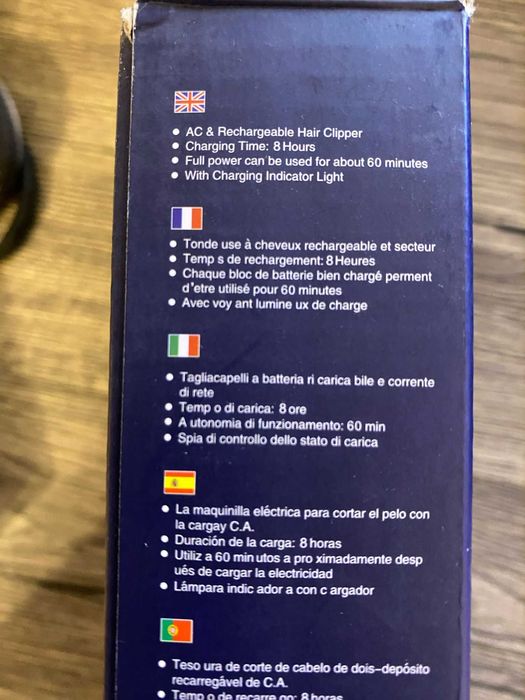 • AC & Rechargeable Hair Clipper
• Charging Time: 8 Hours
• Full power can be used for about 60 minutes
• With Charging Indicator Light
• Tonde use à cheveux rechargeable et secteur
• Temp s de rechargement: 8 Heures
• Chaque bloc de batterie bien chargé perment
d'etre utilisé pour 60 minutes
• Avec voy ant lumine ux de charge
• Tagliacapelli a batteria ri carica bile e corrente
di rete
• Temp o di carica: 8 ore
• A utonomia di funzionamento: 60 min
• Spia di controllo dello stato di carica
• La maquinilla eléctrica para cortar el pelo con
la cargay C.A.
• Duración de la carga: 8 horas
• Utiliz a 60 min utos a pro ximadamente desp
ués de cargar la electricidad
• Lámpara indic ador a con c argador
• Teso ura de corte de cabelo de dois–depósito
recarregável de C.A.
• Temp o de recarre go: 8 horas